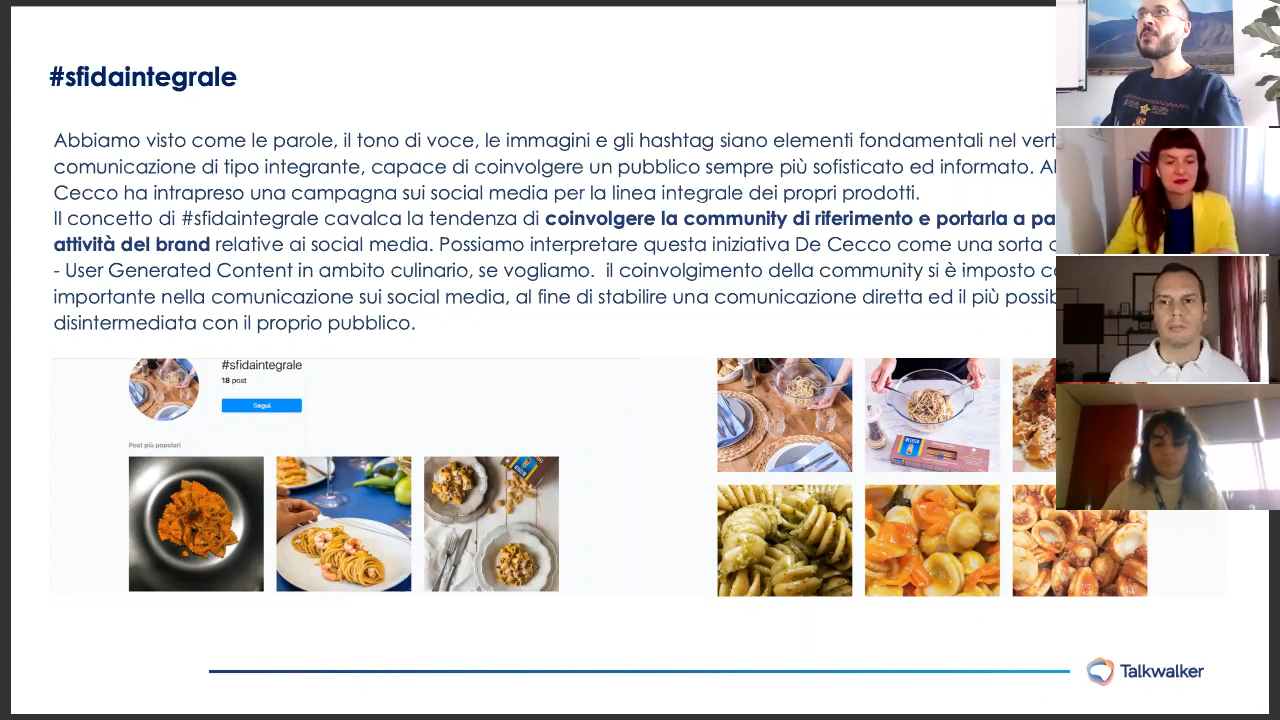 #sfidaintegrale
Abbiamo visto come le parole, il tono di voce, le immagini e gli hashtag siano elementi fondamentali nel
comunicazione di tipo integrante, capace di coinvolgere un pubblico sempre più sofisticato ed informato.
Cecco ha intrapreso una campagna sui social media per la linea integrale dei propri prodotti.
Il concetto di #sfidaintegrale cavalca la tendenza di coinvolgere la community di riferimento e portarla a
attività del brand relative ai social media. Possiamo interpretare questa iniziativa De Cecco come una sorta
- User Generated Content in ambito culinario, se vogliamo. il coinvolgimento della community si è imposto
importante nella comunicazione sui social media, al fine di stabilire una comunicazione diretta ed il più
disintermediata con il proprio pubblico.
#sfidaintegrale
18 post
Segui
Post più popolari
Talkwalker